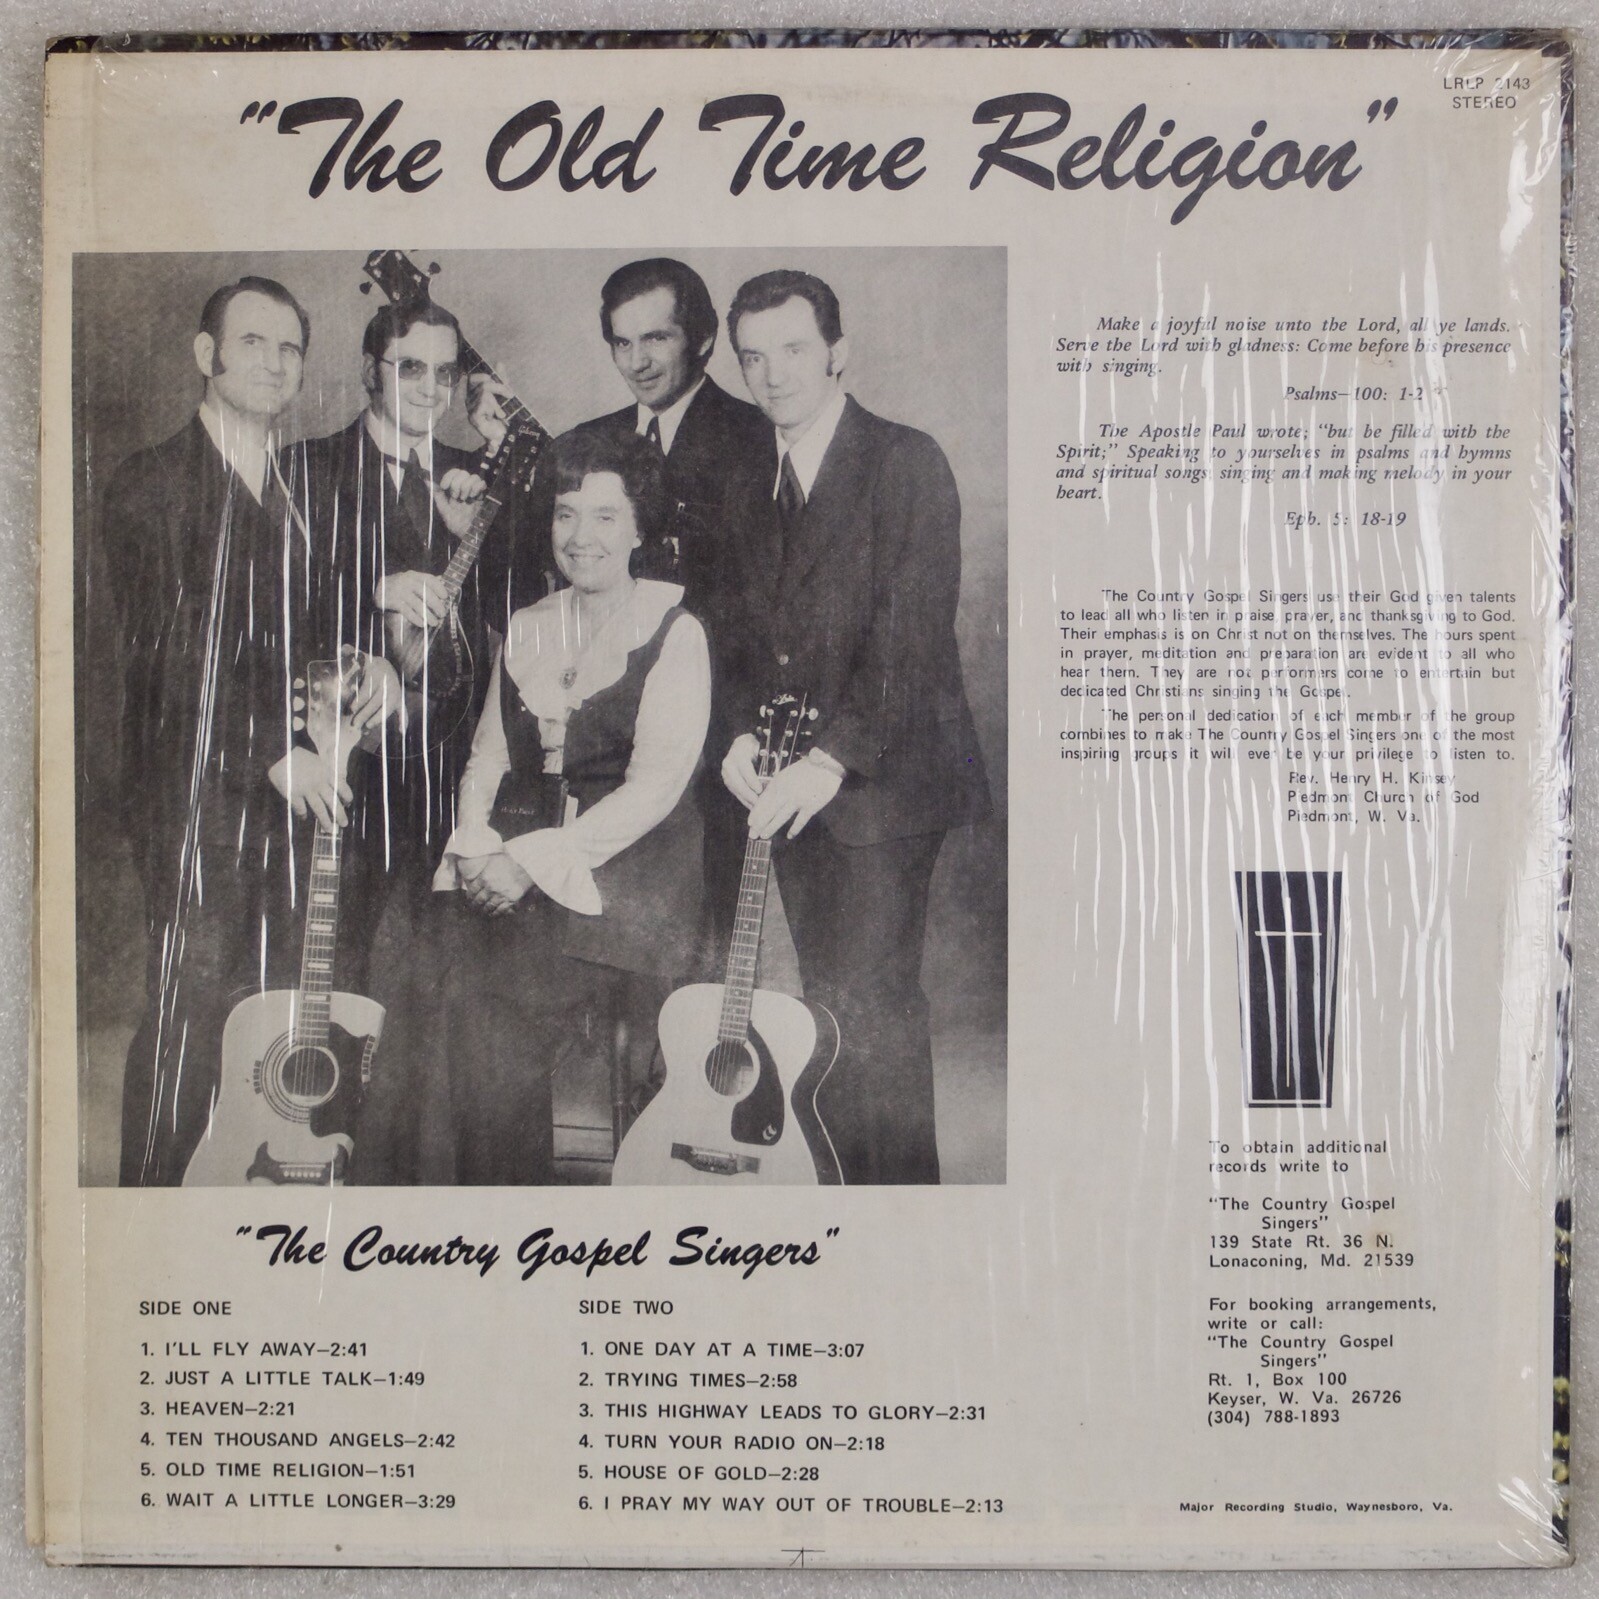 LRLP 2143
STEREO
"The Old Time Religion"
Make a joyful noise unto the Lord, all ye lands.
Serve the Lord with gladness: Come before his presence
with singing.
Psalms—100: 1-2
The Apostle Paul wrote; "but be filled with the
Spirit;" Speaking to yourselves in psalms and hymns
and spiritual songs singing and making melody in your
heart.
Eph. 5: 18-19
The Country Gospel Singers use their God given talents
to lead all who listen in praise, prayer, and thanksgiving to God.
Their emphasis is on Christ not on themselves. The hours spent
in prayer, meditation and preparation are evident to all who
hear them. They are not performers come to entertain but
dedicated Christians singing the Gospel.
The personal dedication of each member of the group
combines to make The Country Gospel Singers one of the most
inspiring groups it will ever be your privilege to listen to.
Rev. Henry H. Kinsey
Piedmont Church of God
Piedmont, W. Va.
To obtain additional
records write to
"The Country Gospel
Singers"
139 State Rt. 36 N.
Lonaconing, Md. 21539
For booking arrangements,
write or call:
"The Country Gospel
Singers"
Rt. 1, Box 100
Keyser, W. Va. 26726
(304) 788-1893
Major Recording Studio, Waynesboro, Va.
"The Country Gospel Singers"
SIDE ONE
1. I'LL FLY AWAY—2:41
2. JUST A LITTLE TALK—1:49
3. HEAVEN—2:21
4. TEN THOUSAND ANGELS—2:42
5. OLD TIME RELIGION—1:51
6. WAIT A LITTLE LONGER—3:29
SIDE TWO
1. ONE DAY AT A TIME—3:07
2. TRYING TIMES—2:58
3. THIS HIGHWAY LEADS TO GLORY—2:31
4. TURN YOUR RADIO ON—2:18
5. HOUSE OF GOLD—2:28
6. I PRAY MY WAY OUT OF TROUBLE—2:13